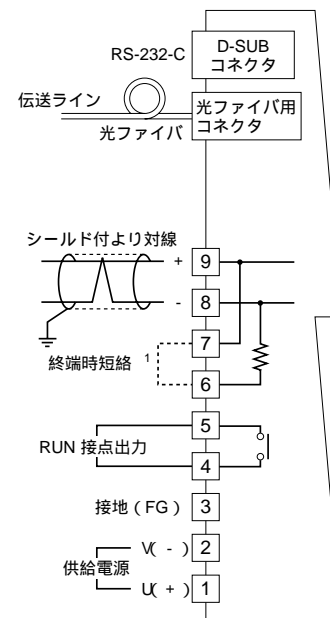 RS-232-C
D-SUB
コネクタ
伝送ライン
光ファイバ
光ファイバ用
コネクタ
シールド付より対線
+ 9
- 8
7
終端時短絡 1
6
5
RUN 接点出力
4
接地(FG) 3
V( - ) 2
供給電源
U( + ) 1